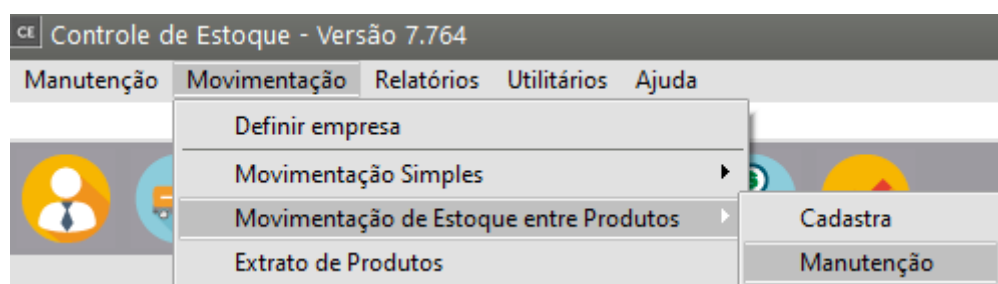 CE Controle de Estoque - Versão 7.764
Manutenção Movimentação Relatórios Utilitários Ajuda
Definir empresa
Movimentação Simples
Movimentação de Estoque entre Produtos Cadastra
Extrato de Produtos Manutenção